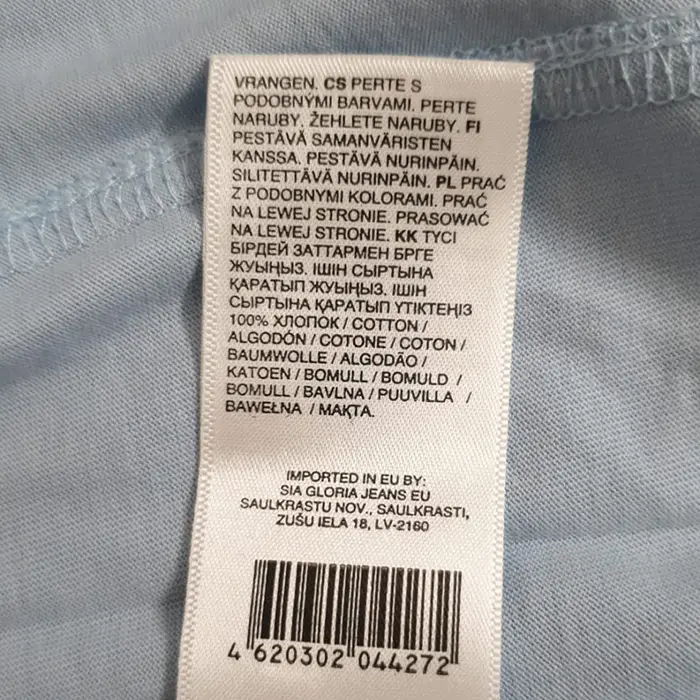 VRANGEN. CS PERTE S
PODOBNÝMI BARVAMI. PERTE
NARUBY. ŽEHLETE NARUBY. FI
PESTÄVÄ SAMANVÄRISTEN
KANSSA. PESTÄVÄ NURINPÄIN.
SILITETTÄVÄ NURINPÄIN. PL PRAĆ
Z PODOBNYMI KOLORAMI. PRAĆ
NA LEWEJ STRONIE. PRASOWAĆ
NA LEWEJ STRONIE. KK ТҮСІ
БІРДЕЙ ЗАТТАРМЕН БРГЕ
ЖУЫҢЫЗ. ІШІН СЫРТЫНА
ҚАРАТЫП ЖУЫҢЫЗ. ІШІН
СЫРТЫНА ҚАРАТЫП ҮТІКТЕҢІЗ
100% ХЛОПОК / COTTON /
ALGODÓN / COTONE / COTON /
BAUMWOLLE / ALGODÃO /
KATOEN / BOMULL / BOMULD /
BOMULL / BAVLNA / PUUVILLA /
BAWEŁNA / МАҚТА.
IMPORTED IN EU BY:
SIA GLORIA JEANS EU
SAULKRASTU NOV., SAULKRASTI,
ZUŠU IELA 18, LV-2160
4 620302 044272